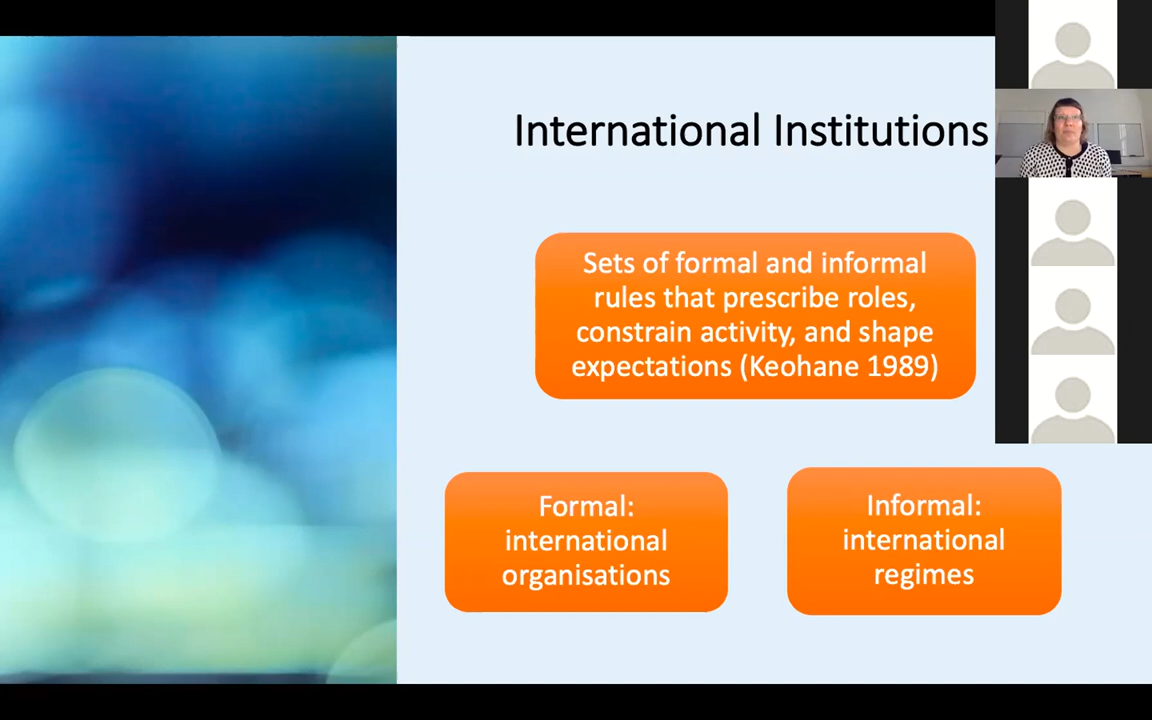 International Institutions
Sets of formal and informal
rules that prescribe roles,
constrain activity, and shape
expectations (Keohane 1989)
Formal:
international
organisations
Informal:
international
regimes